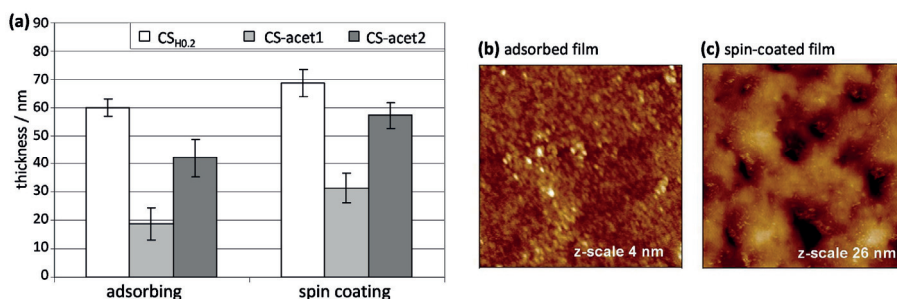 (a)
90
80
70
60
50
40
30
20
10
0
thickness / nm
CSH0.2 CS-acet1 CS-acet2
adsorbing spin coating
(b) adsorbed film
z-scale 4 nm
(c) spin-coated film
z-scale 26 nm